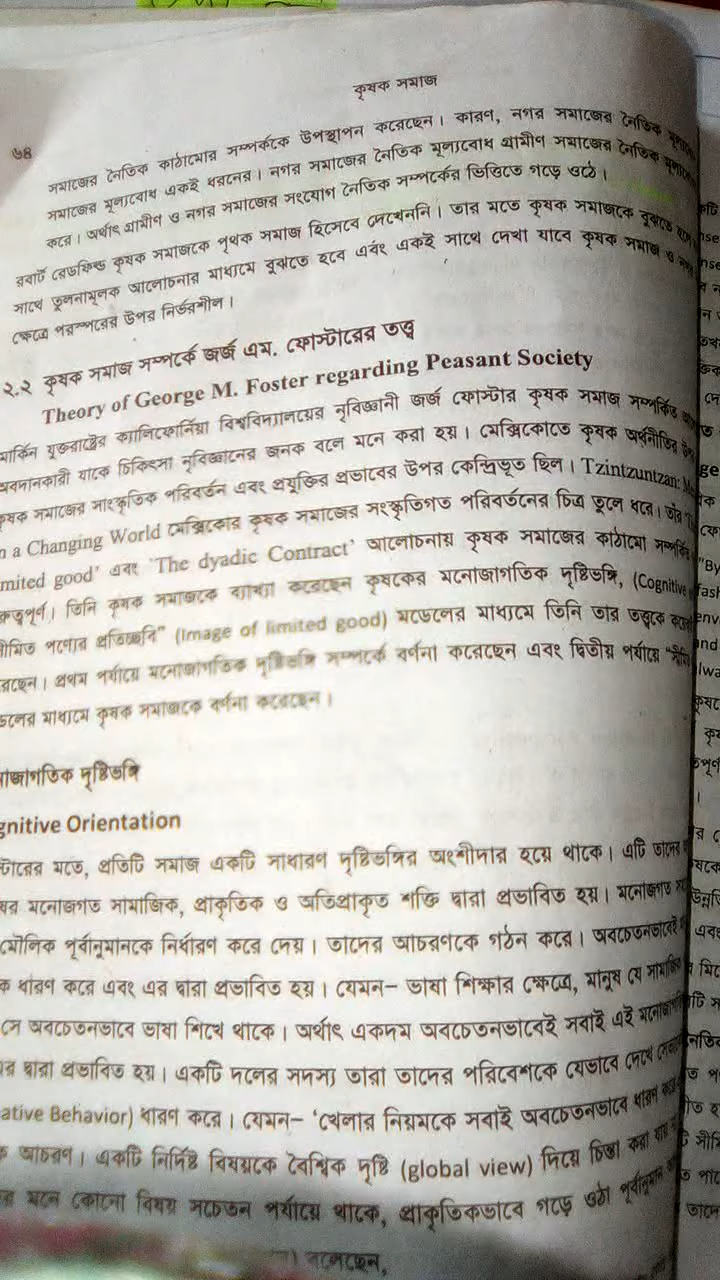 কৃষক সমাজ
৬৪
সমাজের নৈতিক কাঠামোর সম্পর্ককে উপস্থাপন করেছেন। কারণ, নগর সমাজের নৈতিক
সমাজের মূল্যবোধ একই ধরনের। নগর সমাজের নৈতিক মূল্যবোধ গ্রামীণ সমাজের নৈতিক
করে। অর্থাৎ গ্রামীণ ও নগর সমাজের সংযোগ নৈতিক সম্পর্কের ভিত্তিতে গড়ে ওঠে।
রবার্ট রেডফিল্ড কৃষক সমাজকে পৃথক সমাজ হিসেবে দেখেননি। তার মতে কৃষক সমাজকে বুঝতে হলে
সাথে তুলনামূলক আলোচনার মাধ্যমে বুঝতে হবে এবং একই সাথে দেখা যাবে কৃষক সমাজ ও নগর
ক্ষেত্রে পরস্পরের উপর নির্ভরশীল।
২.২ কৃষক সমাজ সম্পর্কে জর্জ এম. ফোস্টারের তত্ত্ব
Theory of George M. Foster regarding Peasant Society
মার্কিন যুক্তরাষ্ট্রের ক্যালিফোর্নিয়া বিশ্ববিদ্যালয়ের নৃবিজ্ঞানী জর্জ ফোস্টার কৃষক সমাজ সম্পর্কিত
অবদানকারী যাকে চিকিৎসা নৃবিজ্ঞানের জনক বলে মনে করা হয়। মেক্সিকোতে কৃষক অর্থনীতির
কৃষক সমাজের সাংস্কৃতিক পরিবর্তন এবং প্রযুক্তির প্রভাবের উপর কেন্দ্রিভূত ছিল। Tzintzuntzan:
n a Changing World মেক্সিকোর কৃষক সমাজের সংস্কৃতিগত পরিবর্তনের চিত্র তুলে ধরে। তাঁর
mited good' এবং 'The dyadic Contract' আলোচনায় কৃষক সমাজের কাঠামো সম্পর্কিত
রুত্বপূর্ণ। তিনি কৃষক সমাজকে ব্যাখ্যা করেছেন কৃষকের মনোজাগতিক দৃষ্টিভঙ্গি, (Cognitive
ীমিত পণ্যের প্রতিচ্ছবি" (Image of limited good) মডেলের মাধ্যমে তিনি তার তত্ত্বকে
রেছেন। প্রথম পর্যায়ে মনোজাগতিক দৃষ্টিভঙ্গি সম্পর্কে বর্ণনা করেছেন এবং দ্বিতীয় পর্যায়ে "সীমি
ডেলের মাধ্যমে কৃষক সমাজকে বর্ণনা করেছেন।
াজাগতিক দৃষ্টিভঙ্গি
gnitive Orientation
স্টারের মতে, প্রতিটি সমাজ একটি সাধারণ দৃষ্টিভঙ্গির অংশীদার হয়ে থাকে। এটি তাদের
ষের মনোজগত সামাজিক, প্রাকৃতিক ও অতিপ্রাকৃত শক্তি দ্বারা প্রভাবিত হয়। মনোজগত
মৌলিক পূর্বানুমানকে নির্ধারণ করে দেয়। তাদের আচরণকে গঠন করে। অবচেতনভাবেই
ক ধারণ করে এবং এর দ্বারা প্রভাবিত হয়। যেমন– ভাষা শিক্ষার ক্ষেত্রে, মানুষ যে
সে অবচেতনভাবে ভাষা শিখে থাকে। অর্থাৎ একদম অবচেতনভাবেই সবাই এই
র দ্বারা প্রভাবিত হয়। একটি দলের সদস্য তারা তাদের পরিবেশকে যেভাবে দেখে
ative Behavior) ধারণ করে। যেমন– 'খেলার নিয়মকে সবাই অবচেতনভাবে ধারণ করে
ক আচরণ। একটি নির্দিষ্ট বিষয়কে বৈশ্বিক দৃষ্টি (global view) দিয়ে চিন্তা করা যায়
র মনে কোনো বিষয় সচেতন পর্যায়ে থাকে, প্রাকৃতিকভাবে গড়ে ওঠা পূর্বানুমান
বলেছেন,